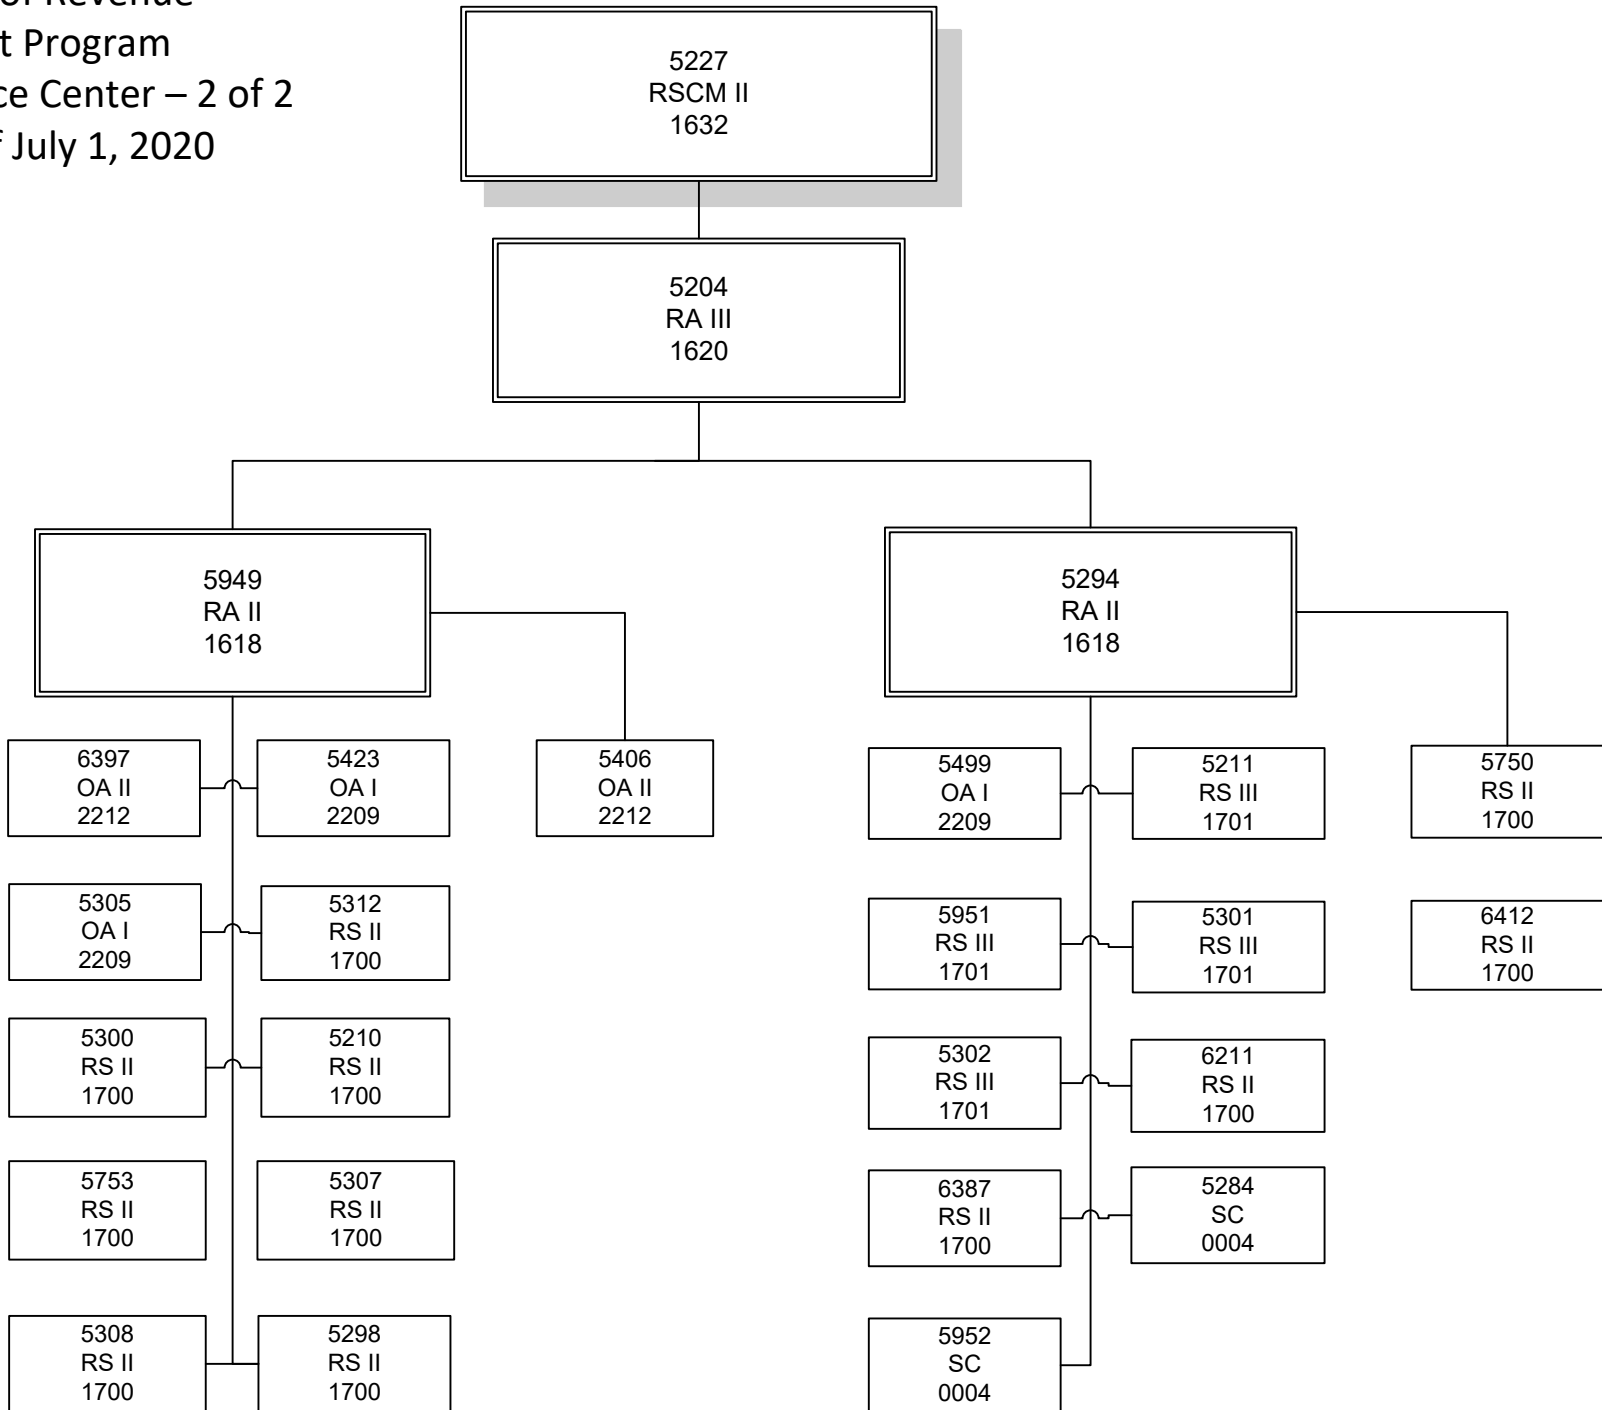 of Revenue
Program
Center – 2 of 2
July 1, 2020
5227
RSCM II
1632
5204
RA III
1620
5949
RA II
1618
5294
RA II
1618
6397
OA II
2212
5423
OA I
2209
5406
OA II
2212
5499
OA I
2209
5211
RS III
1701
5750
RS II
1700
5305
OA I
2209
5312
RS II
1700
5951
RS III
1701
5301
RS III
1701
6412
RS II
1700
5300
RS II
1700
5210
RS II
1700
5302
RS III
1701
6211
RS II
1700
5753
RS II
1700
5307
RS II
1700
6387
RS II
1700
5284
SC
0004
5308
RS II
1700
5298
RS II
1700
5952
SC
0004